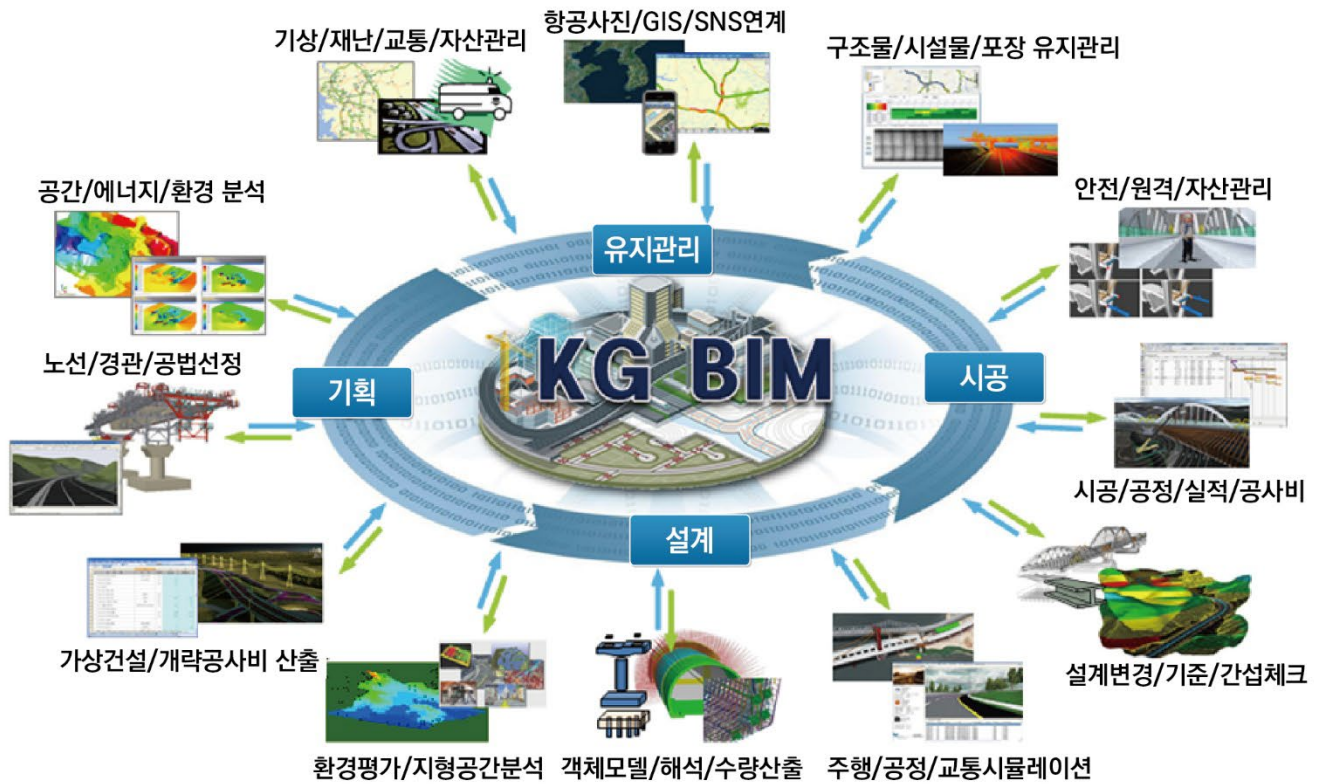 항공사진/GIS/SNS연계
기상/재난/교통/자산관리
구조물/시설물/포장 유지관리
공간/에너지/환경 분석
안전/원격/자산관리
유지관리
노선/경관/공법선정
기획
KG BIM
시공
시공/공정/실적/공사비
설계
가상건설/개략공사비 산출
설계변경/기준/간섭체크
환경평가/지형공간분석
객체모델/해석/수량산출
주행/공정/교통시뮬레이션